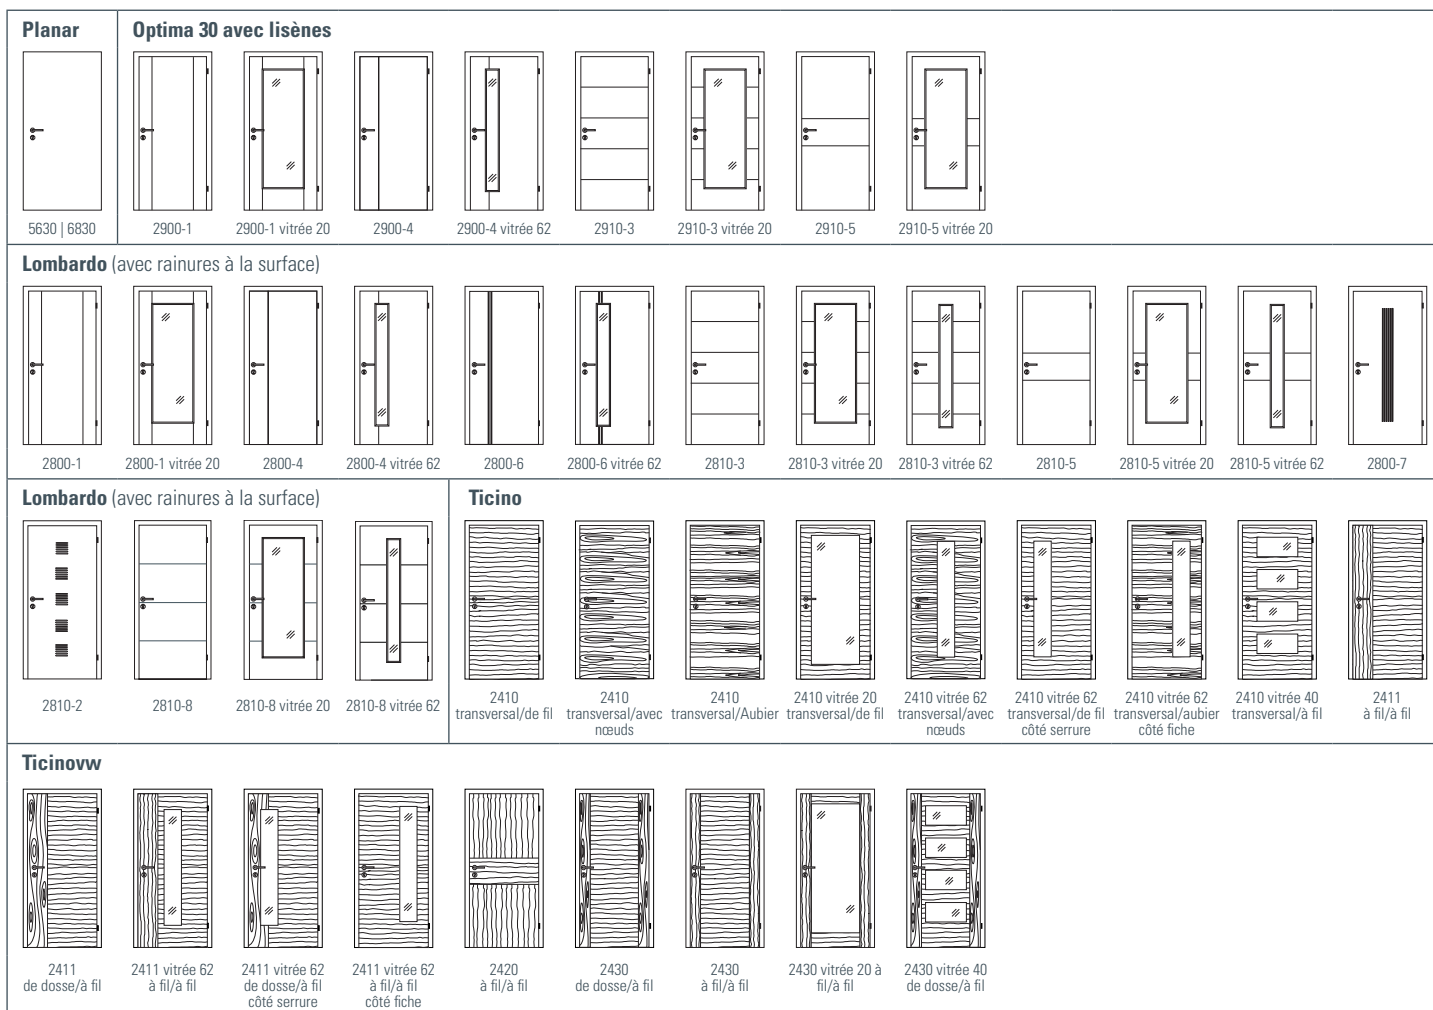 Planar
Optima 30 avec lisènes
5630 | 6830
2900-1
2900-1 vitrée 20
2900-4
2900-4 vitrée 62
2910-3
2910-3 vitrée 20
2910-5
2910-5 vitrée 20
Lombardo (avec rainures à la surface)
2800-1
2800-1 vitrée 20
2800-4
2800-4 vitrée 62
2800-6
2800-6 vitrée 62
2810-3
2810-3 vitrée 20
2810-3 vitrée 62
2810-5
2810-5 vitrée 20
2810-5 vitrée 62
2800-7
Lombardo (avec rainures à la surface)
2810-2
2810-8
2810-8 vitrée 20
2810-8 vitrée 62
Ticino
2410
transversal/de fil
2410
transversal/avec
nœuds
2410
transversal/Aubier
2410 vitrée 20
transversal/de fil
2410 vitrée 62
transversal/avec
nœuds
2410 vitrée 62
transversal/de fil
côté serrure
2410 vitrée 62
transversal/aubier
côté fiche
2410 vitrée 40
transversal/à fil
2411
à fil/à fil
Ticinovw
2411
de dosse/à fil
2411 vitrée 62
à fil/à fil
2411 vitrée 62
de dosse/à fil
côté serrure
2411 vitrée 62
à fil/à fil
côté fiche
2420
à fil/à fil
2430
de dosse/à fil
2430
à fil/à fil
2430 vitrée 20 à
fil/à fil
2430 vitrée 40
de dosse/à fil